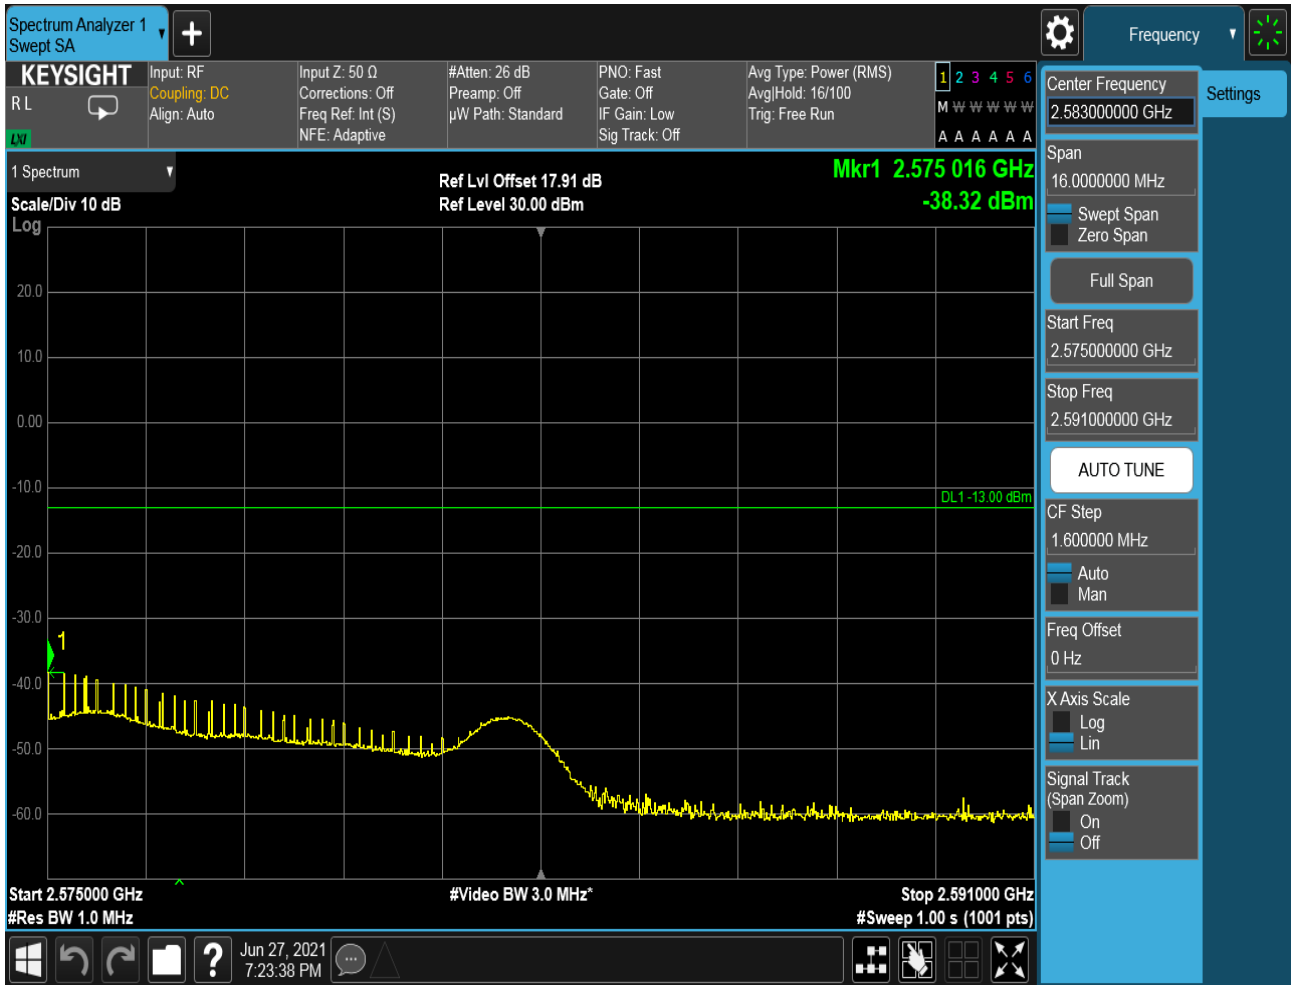 Spectrum Analyzer 1
Swept SA
Frequency
KEYSIGHT
R L
LXI
Input: RF
Coupling: DC
Align: Auto
Input Z: 50 Ω
Corrections: Off
Freq Ref: Int (S)
NFE: Adaptive
#Atten: 26 dB
Preamp: Off
µW Path: Standard
PNO: Fast
Gate: Off
IF Gain: Low
Sig Track: Off
Avg Type: Power (RMS)
Avg|Hold: 16/100
Trig: Free Run
1 2 3 4 5 6
M W W W W W
A A A A A A
1 Spectrum
Scale/Div 10 dB
Log
Ref Lvl Offset 17.91 dB
Ref Level 30.00 dBm
Mkr1 2.575 016 GHz
-38.32 dBm
20.0
10.0
0.00
-10.0
DL1 -13.00 dBm
-20.0
-30.0
1
-40.0
-50.0
-60.0
Start 2.575000 GHz
#Res BW 1.0 MHz
#Video BW 3.0 MHz*
Stop 2.591000 GHz
#Sweep 1.00 s (1001 pts)
?
Jun 27, 2021
7:23:38 PM
Center Frequency
2.583000000 GHz
Settings
Span
16.0000000 MHz
Swept Span
Zero Span
Full Span
Start Freq
2.575000000 GHz
Stop Freq
2.591000000 GHz
AUTO TUNE
CF Step
1.600000 MHz
Auto
Man
Freq Offset
0 Hz
X Axis Scale
Log
Lin
Signal Track
(Span Zoom)
On
Off